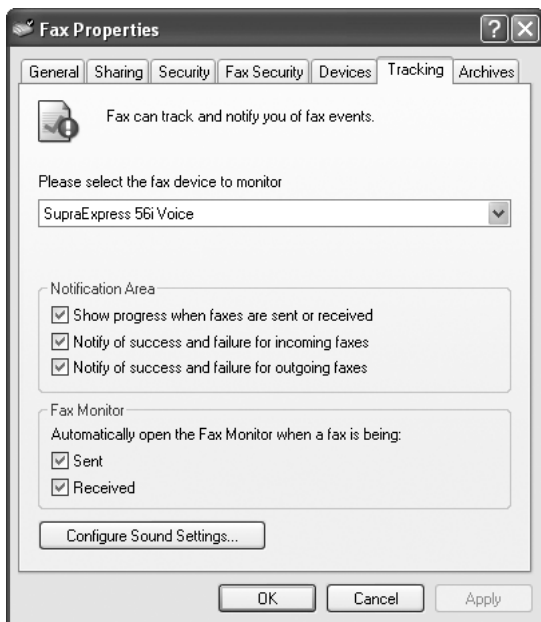 Fax Properties
General Sharing Security Fax Security Devices Tracking Archives
Fax can track and notify you of fax events.
Please select the fax device to monitor
SupraExpress 56i Voice
Notification Area
Show progress when faxes are sent or received
Notify of success and failure for incoming faxes
Notify of success and failure for outgoing faxes
Fax Monitor
Automatically open the Fax Monitor when a fax is being:
Sent
Received
Configure Sound Settings...
OK Cancel Apply